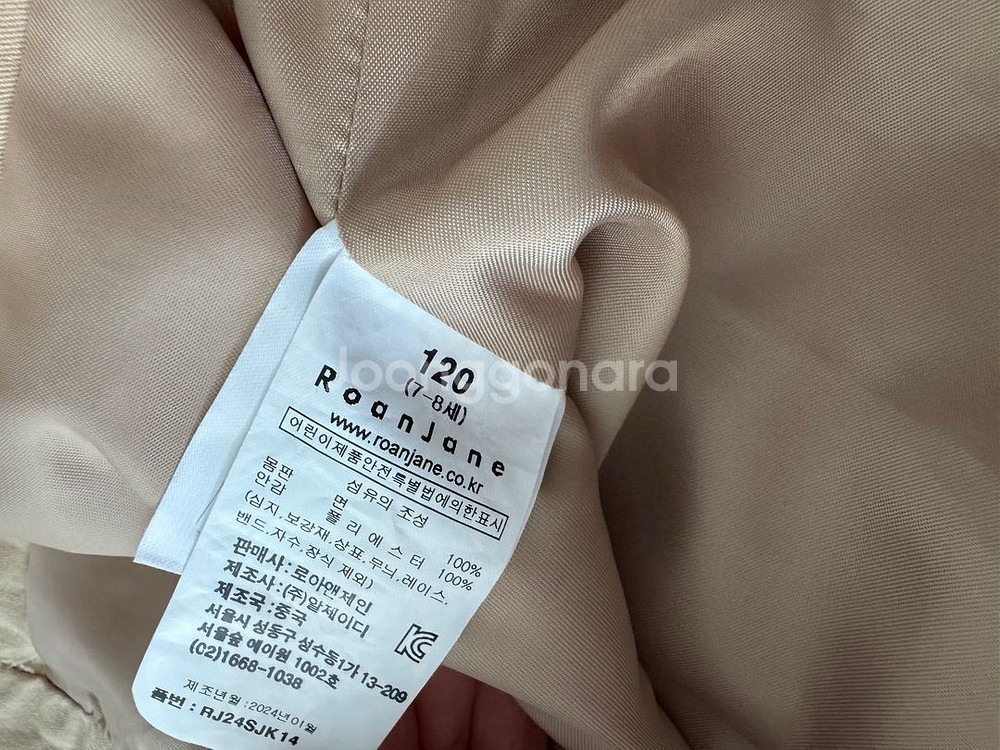 120
(7-8세)
RoanJane
www.roanjane.co.kr
어린이제품안전특별법에의한표시
섬유의 조성
몸판 면 100%
안감 폴리에스터 100%
(심지,보강재,상표,무늬,레이스,
밴드,자수,장식 제외)
판매사:로아앤제인
제조사:(주)알제이디
제조국:중국
서울시 성동구 성수동1가 13-209
서울숲 에이원 1002호
(02)1668-1038
제조년월:2024년이월
품번:RJ24SJK14
joonggonara